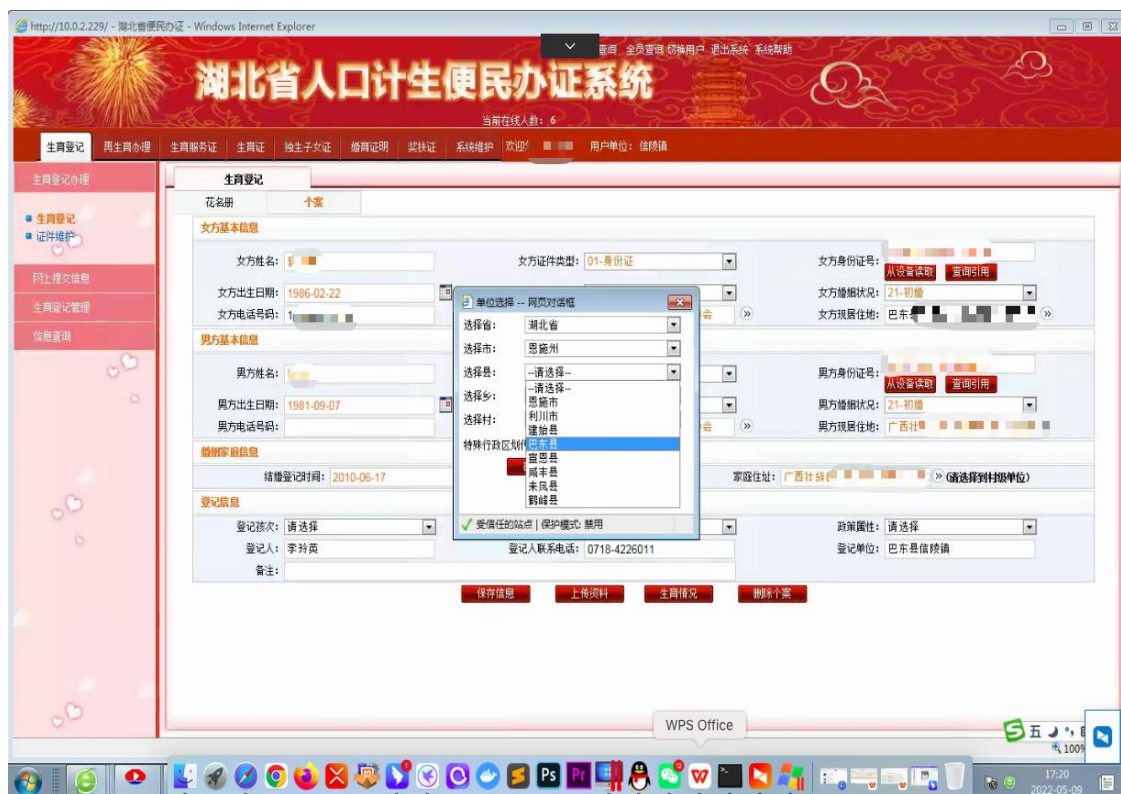 http://10.0.2.229/ - 湖北省便民办证 - Windows Internet Explorer
查询 全员查询 切换用户 退出系统 系统帮助
湖北省人口计生便民办证系统
当前在线人数: 6
生育登记 再生育办理 生育服务证 生育证 独生子女证 婚育证明 奖扶证 系统维护 欢迎 用户单位: 信陵镇
生育登记办理
生育登记
证件维护
网上提交信息
生育登记管理
信息查询
生育登记
花名册 个案
女方基本信息
女方姓名: 女方证件类型: 01-身份证 女方身份证号:
从设备读取 查询引用
女方出生日期: 1986-02-22 女方婚姻状况: 21-初婚
女方电话号码: 1 会 女方现居住地: 巴东
男方基本信息
男方姓名: 男方身份证号:
从设备读取 查询引用
男方出生日期: 1981-09-07 男方婚姻状况: 21-初婚
男方电话号码: 会 男方现居住地: 广西壮
婚姻家庭信息
结婚登记时间: 2010-06-17 家庭住址: 广西壮族 (请选择到村级单位)
登记信息
登记孩次: 请选择 政策属性: 请选择
登记人: 李玲英 登记人联系电话: 0718-4226011 登记单位: 巴东县信陵镇
备注:
保存信息 上传资料 生育情况 删除个案
单位选择 -- 网页对话框
选择省: 湖北省
选择市: 恩施州
选择县: --请选择--
选择乡:
选择村:
特殊行政区划
--请选择--
恩施市
利川市
建始县
巴东县
宣恩县
咸丰县
来凤县
鹤峰县
受信任的站点 | 保护模式: 禁用
WPS Office
五
100%
Ps Pr
17:20
2022-05-09